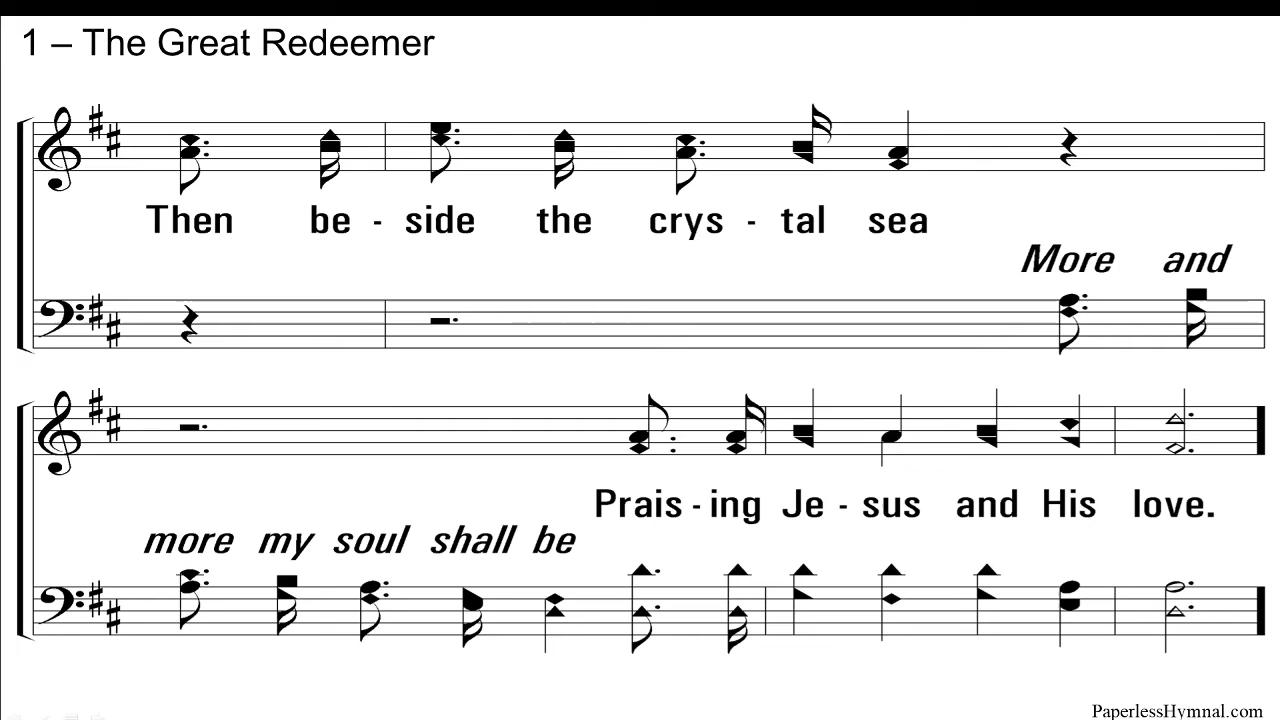 1 – The Great Redeemer
Then be - side the crys - tal sea
More and
Prais - ing Je - sus and His love.
more my soul shall be
PaperlessHymnal.com